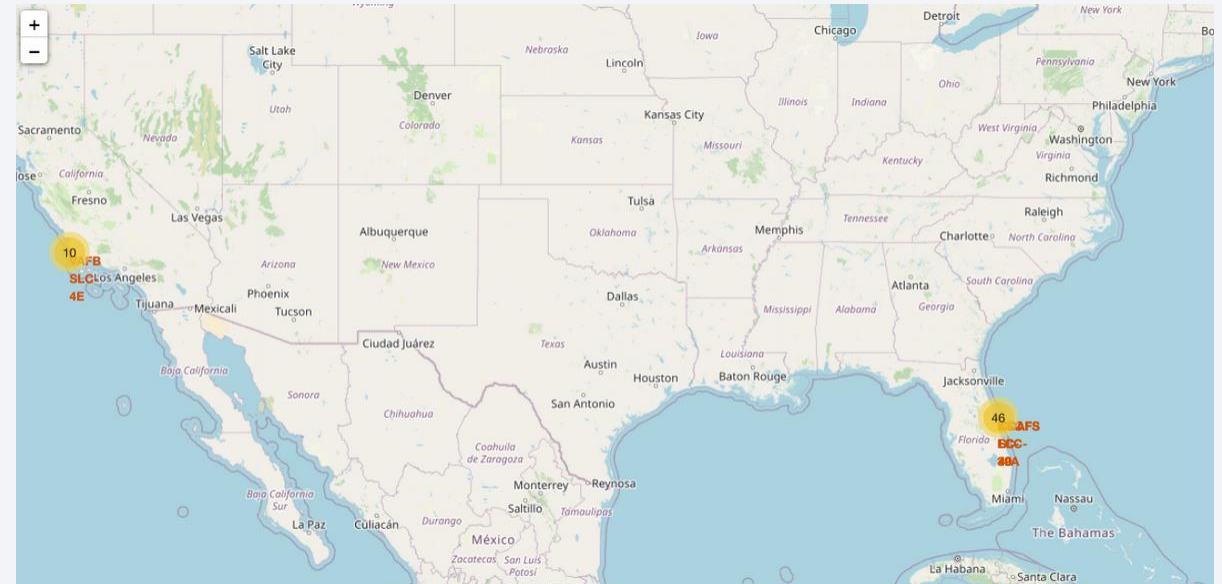 +
−
Wyoming
Detroit
New York
Chicago
Iowa
Salt Lake
City
Nebraska
Lincoln
Pennsylvania
New York
Denver
Utah
Ohio
Illinois
Indiana
Philadelphia
Colorado
Kansas City
Sacramento
Nevada
Kansas
Missouri
West Virginia
Washington
Virginia
Kentucky
California
Richmond
Fresno
Las Vegas
Tulsa
Tennessee
Raleigh
Albuquerque
Oklahoma
Memphis
Charlotte
North Carolina
10
Arkansas
New Mexico
Arizona
AFB
SLC-
4E
Los Angeles
South Carolina
Atlanta
Phoenix
Dallas
Tijuana
Mexicali
Tucson
Mississippi
Alabama
Georgia
Ciudad Juárez
Texas
Louisiana
Baja California
Austin
Houston
Baton Rouge
Jacksonville
Sonora
San Antonio
Chihuahua
46
AFS
Florida
Coahuila
de Zaragoza
Monterrey
Reynosa
Baja California
Sur
Saltillo
Tamaulipas
Miami
Nassau
La Paz
Culiacán
Durango
The Bahamas
México
Zacatecas
San Luis
Potosí
La Habana
Santa Clara